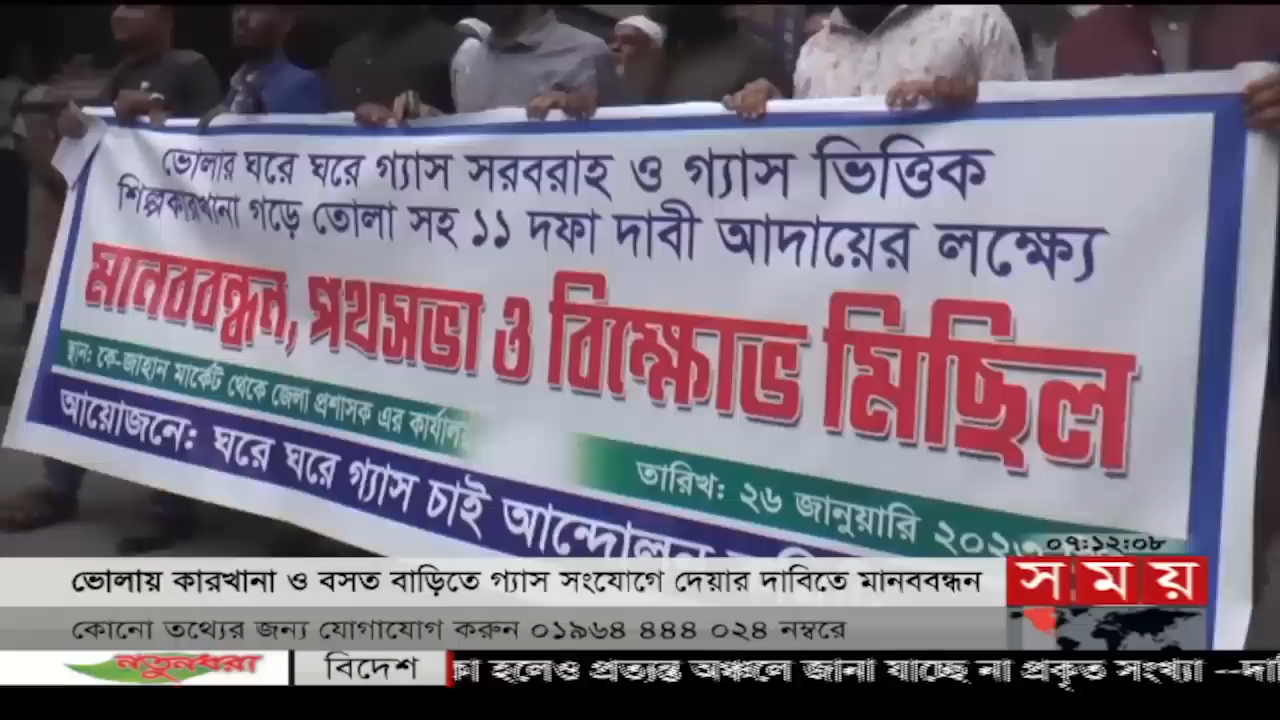 ভোলার ঘরে ঘরে গ্যাস সরবরাহ ও গ্যাস ভিত্তিক
শিল্পকারখানা গড়ে তোলা সহ ১১ দফা দাবী আদায়ের লক্ষ্যে
মানববন্ধন, পথসভা ও বিক্ষোভ মিছিল
স্থান: কে-জাহান মার্কেট থেকে জেলা প্রশাসক এর
তারিখ: ২৬ জানুয়ারি
আয়োজনে: ঘরে ঘরে গ্যাস চাই আন্দোলন
০৭:১২:০৮
ভোলায় কারখানা ও বসত বাড়িতে গ্যাস সংযোগে দেয়ার দাবিতে মানববন্ধন
সময়
কোনো তথ্যের জন্য যোগাযোগ করুন ০১৯৬৪ ৪৪৪ ০২৪ নম্বরে
নতুনধরা
বিদেশ
হলেও প্রত্যন্ত অঞ্চলে জানা যাচ্ছে না প্রকৃত সংখ্যা --দা